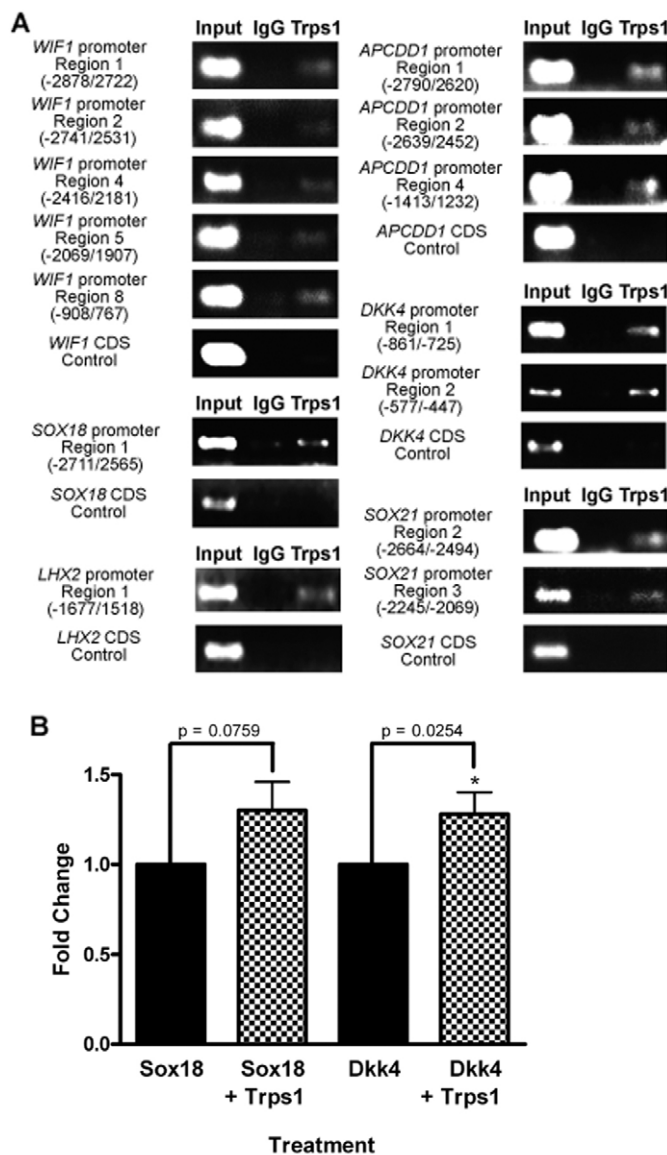 A
Input IgG Trps1
WIF1 promoter
Region 1
(-2878/2722)
WIF1 promoter
Region 2
(-2741/2531)
WIF1 promoter
Region 4
(-2416/2181)
WIF1 promoter
Region 5
(-2069/1907)
WIF1 promoter
Region 8
(-908/767)
WIF1 CDS
Control
Input IgG Trps1
SOX18 promoter
Region 1
(-2711/2565)
SOX18 CDS
Control
Input IgG Trps1
LHX2 promoter
Region 1
(-1677/1518)
LHX2 CDS
Control
Input IgG Trps1
APCDD1 promoter
Region 1
(-2790/2620)
APCDD1 promoter
Region 2
(-2639/2452)
APCDD1 promoter
Region 4
(-1413/1232)
APCDD1 CDS
Control
Input IgG Trps1
DKK4 promoter
Region 1
(-861/-725)
DKK4 promoter
Region 2
(-577/-447)
DKK4 CDS
Control
Input IgG Trps1
SOX21 promoter
Region 2
(-2664/-2494)
SOX21 promoter
Region 3
(-2245/-2069)
SOX21 CDS
Control
B
p = 0.0759
p = 0.0254
*
1.5
1.0
0.5
0.0
Fold Change
Sox18
Sox18
+ Trps1
Dkk4
Dkk4
+ Trps1
Treatment